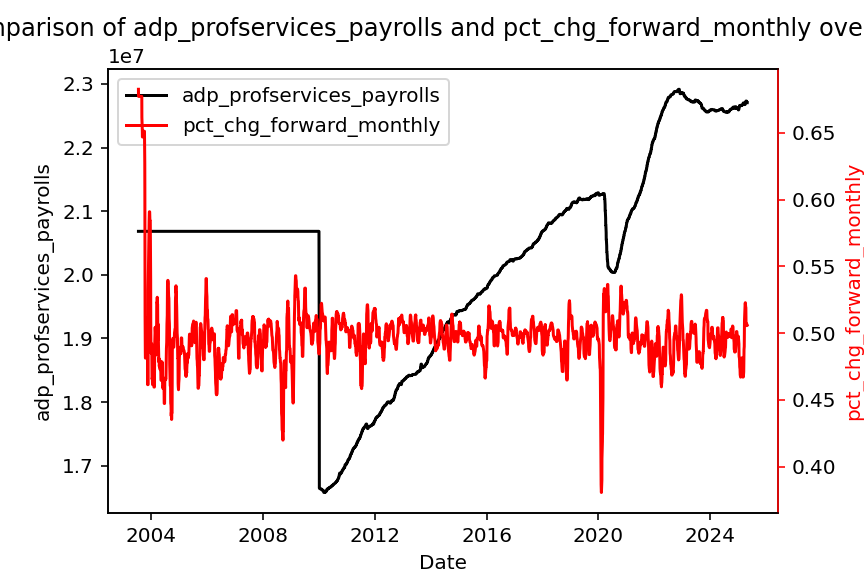 mparison of adp_profservices_payrolls and pct_chg_forward_monthly ove
1e7
adp_profservices_payrolls
pct_chg_forward_monthly
2.3
2.2
2.1
2.0
1.9
1.8
1.7
adp_profservices_payrolls
0.65
0.60
0.55
0.50
0.45
0.40
pct_chg_forward_monthly
2004 2008 2012 2016 2020 2024
Date